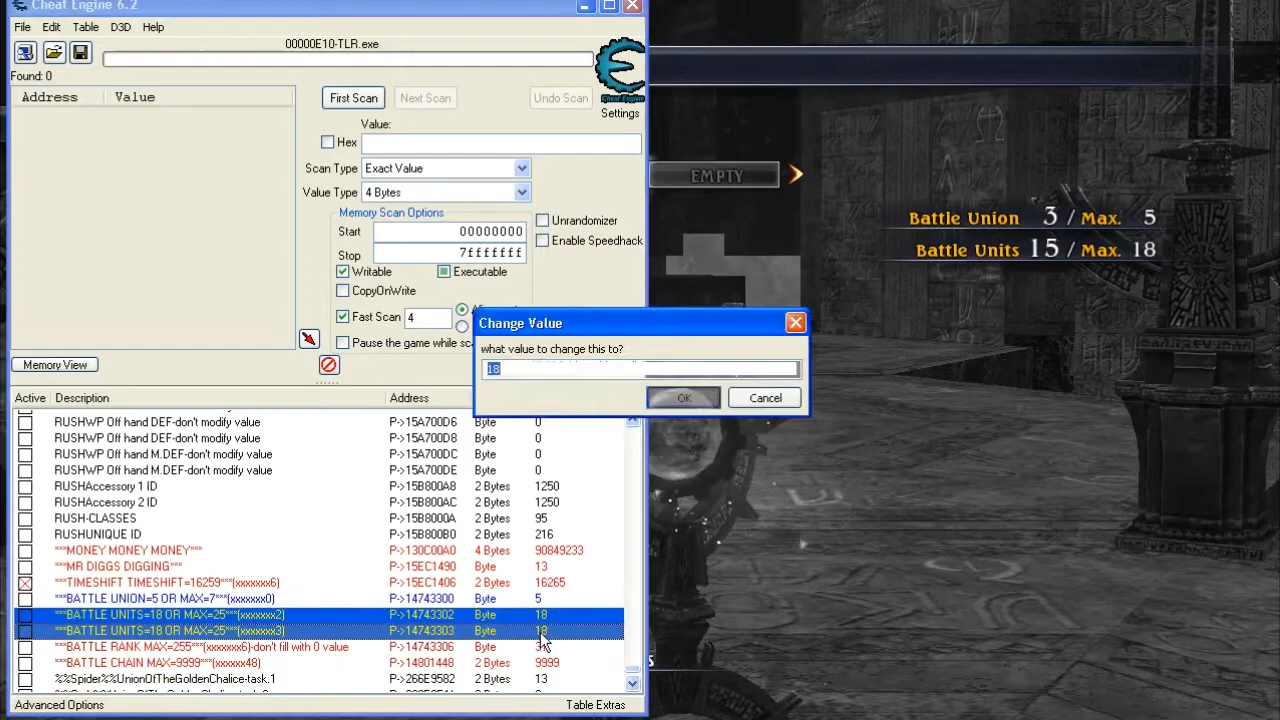 Cheat Engine 6.2
File Edit Table D3D Help
00000E10-TLR.exe
Found: 0
Address Value
First Scan Next Scan Undo Scan
Cheat Engine
Settings
Value:
Hex
Scan Type Exact Value
Value Type 4 Bytes
Memory Scan Options
Start 00000000
Stop 7fffffff
Unrandomizer
Enable Speedhack
Writable Executable
CopyOnWrite
Fast Scan 4
Pause the game while sc
Memory View
EMPTY
Battle Union 3 / Max. 5
Battle Units 15 / Max. 18
Change Value
what value to change this to?
18
OK Cancel
Active Description Address
RUSHWP Off hand DEF-don't modify value P->15A700D6 Byte 0
RUSHWP Off hand DEF-don't modify value P->15A700D8 Byte 0
RUSHWP Off hand M.DEF-don't modify value P->15A700DC Byte 0
RUSHWP Off hand M.DEF-don't modify value P->15A700DE Byte 0
RUSHAccessory 1 ID P->15B800A8 2 Bytes 1250
RUSHAccessory 2 ID P->15B800AC 2 Bytes 1250
RUSH-CLASSES P->15B8000A 2 Bytes 95
RUSHUNIQUE ID P->15B800B0 2 Bytes 216
***MONEY MONEY MONEY*** P->130C00A0 4 Bytes 90849233
***MR DIGGS DIGGING*** P->15EC1490 Byte 13
***TIMESHIFT TIMESHIFT=16259***(xxxxxxx6) P->15EC1406 2 Bytes 16265
***BATTLE UNION=5 OR MAX=7***(xxxxxxx0) P->14743300 Byte 5
***BATTLE UNITS=18 OR MAX=25***(xxxxxxx2) P->14743302 Byte 18
***BATTLE UNITS=18 OR MAX=25***(xxxxxxx3) P->14743303 Byte 18
***BATTLE RANK MAX=255***(xxxxxxx6)-don't fill with 0 value P->14743306 Byte
***BATTLE CHAIN MAX=9999***(xxxxxx48) P->14801448 2 Bytes 9999
%%Spider%%UnionOfTheGoldenChalice-task.1 P->266E9582 2 Bytes 13
Advanced Options Table Extras